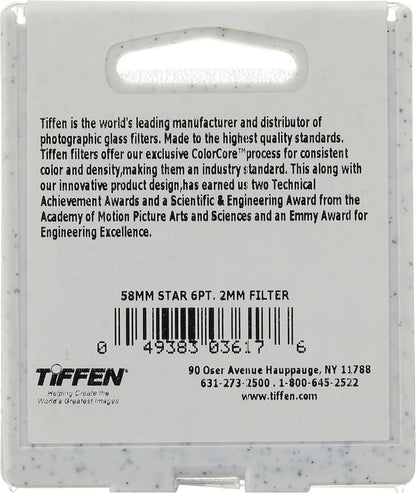 Tiffen is the world's leading manufacturer and distributor of
photographic glass filters. Made to the highest quality standards.
Tiffen filters offer our exclusive ColorCore™process for consistent
color and density,making them an industry standard. This along with
our innovative product design,has earned us two Technical
Achievement Awards and a Scientific & Engineering Award from the
Academy of Motion Picture Arts and Sciences and an Emmy Award for
Engineering Excellence.
58MM STAR 6PT. 2MM FILTER
0 49383 03617 6
TIFFEN®
Helping Create the
World's Greatest Images
90 Oser Avenue Hauppauge, NY 11788
631-273-2500 . 1-800-645-2522
www.tiffen.com